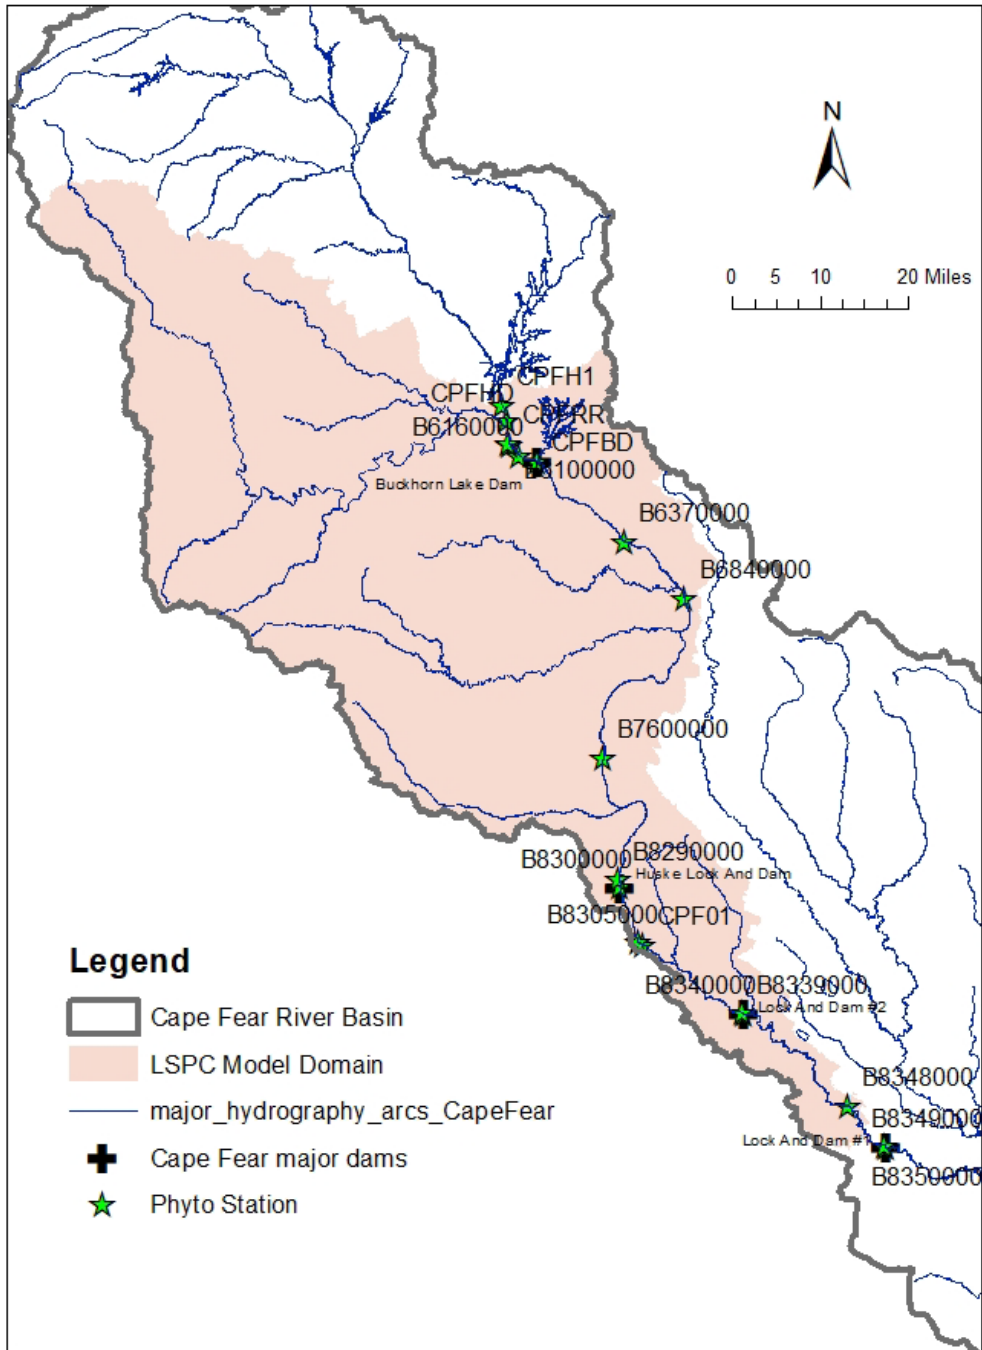 N
0 5 10 20 Miles
CPFH1
CPFHD
CPFRR
B6160000
CPFBD
Buckhorn Lake Dam
B6370000
B6840000
B7600000
B8290000
B8300000
Huske Lock And Dam
B8305000
CPF01
B8340000
B8339000
Lock And Dam #2
B8348000
B8349000
Lock And Dam #1
B8350000
Legend
Cape Fear River Basin
LSPC Model Domain
major_hydrography_arcs_CapeFear
Cape Fear major dams
Phyto Station